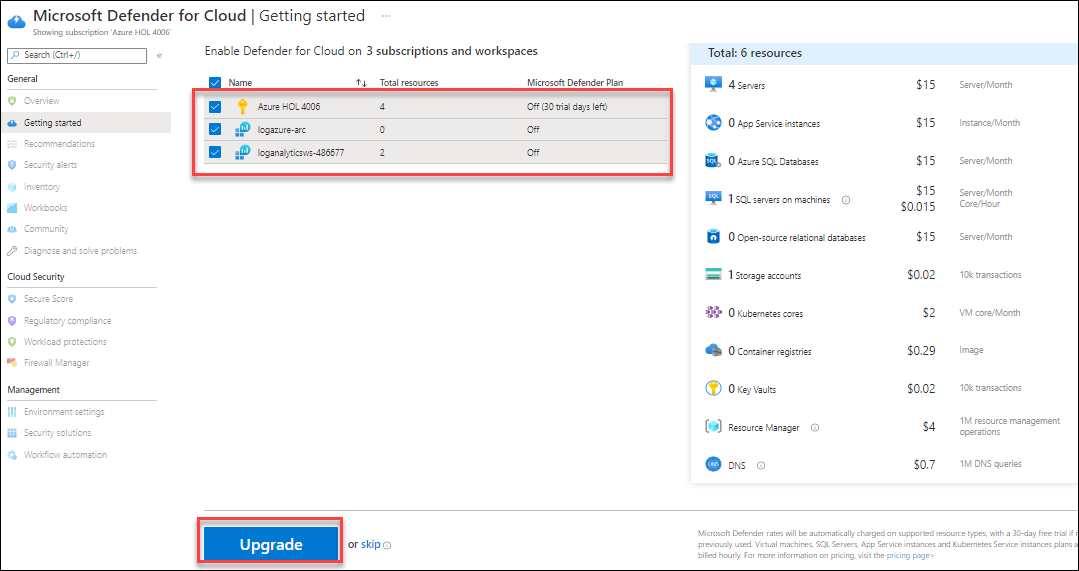 Microsoft Defender for Cloud | Getting started ...
Showing subscription 'Azure HOL 4006'
Search (Ctrl+/) «
General
Overview
Getting started
Recommendations
Security alerts
Inventory
Workbooks
Community
Diagnose and solve problems
Cloud Security
Secure Score
Regulatory compliance
Workload protections
Firewall Manager
Management
Environment settings
Security solutions
Workflow automation
Enable Defender for Cloud on 3 subscriptions and workspaces
Name ↑↓ Total resources Microsoft Defender Plan
Azure HOL 4006 4 Off (30 trial days left)
logazure-arc 0 Off
loganalyticsws-486677 2 Off
Upgrade or skip
Total: 6 resources
4 Servers $15 Server/Month
0 App Service instances $15 Instance/Month
0 Azure SQL Databases $15 Server/Month
SQL
1 SQL servers on machines $15 Server/Month
SQL
$0.015 Core/Hour
0 Open-source relational databases $15 Server/Month
1 Storage accounts $0.02 10k transactions
0 Kubernetes cores $2 VM core/Month
0 Container registries $0.29 Image
0 Key Vaults $0.02 10k transactions
Resource Manager $4 1M resource management
operations
DNS DNS $0.7 1M DNS queries
Microsoft Defender rates will be automatically charged on supported resource types, with a 30-day free trial if
previously used. Virtual machines, SQL Servers, App Service instances and Kubernetes Service instances plans a
billed hourly. For more information on pricing, visit the pricing page>.